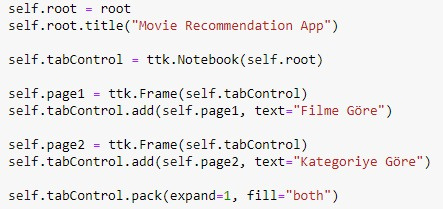 self.root = root
self.root.title("Movie Recommendation App")
self.tabControl = ttk.Notebook(self.root)
self.page1 = ttk.Frame(self.tabControl)
self.tabControl.add(self.page1, text="Filme Göre")
self.page2 = ttk.Frame(self.tabControl)
self.tabControl.add(self.page2, text="Kategoriye Göre")
self.tabControl.pack(expand=1, fill="both")